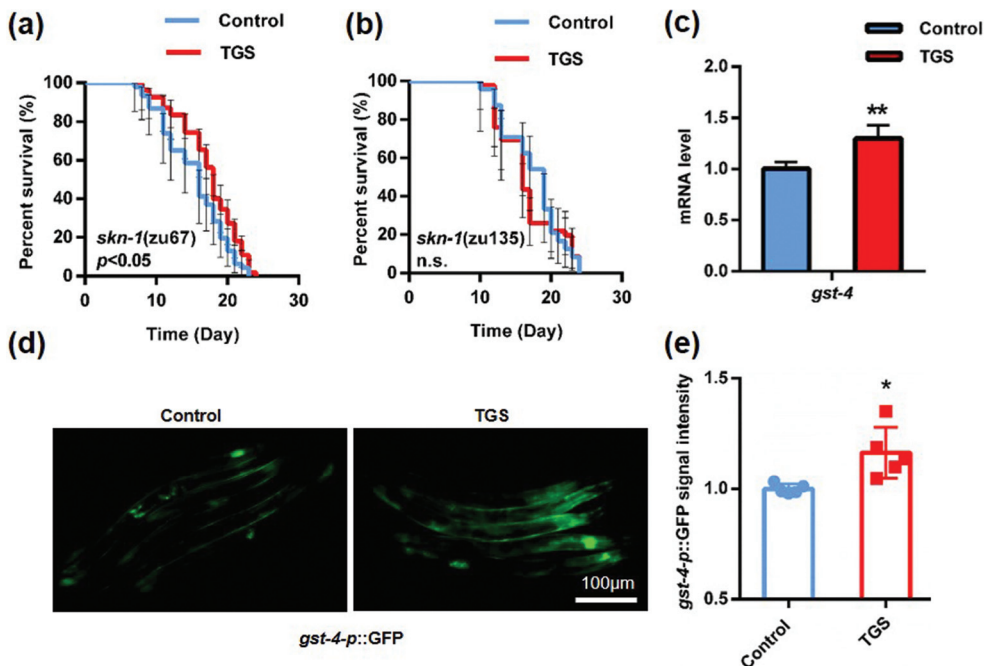 (a)
Control
TGS
Percent survival (%)
100
80
60
40
20
0
skn-1(zu67)
p<0.05
0
10
20
30
Time (Day)
(b)
Control
TGS
Percent survival (%)
100
80
60
40
20
0
skn-1(zu135)
n.s.
0
10
20
30
Time (Day)
(c)
Control
TGS
mRNA level
2.0
1.5
1.0
0.5
0.0
**
gst-4
(d)
Control
TGS
100μm
gst-4-p::GFP
(e)
gst-4-p::GFP signal intensity
1.5
1.0
0.5
*
Control
TGS